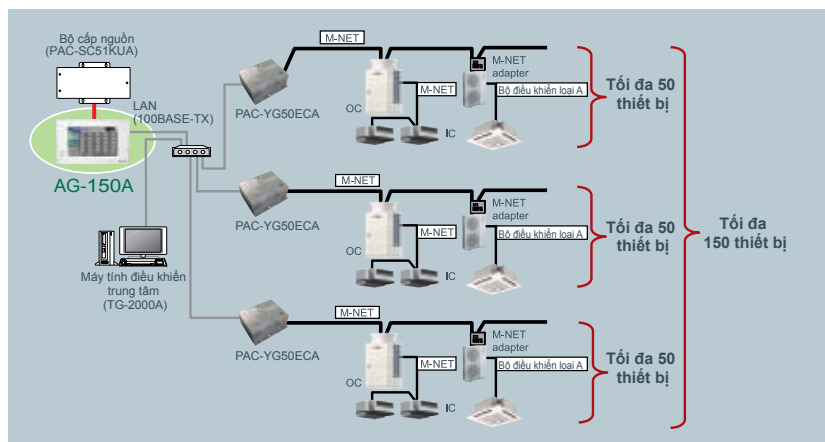 Bộ cấp nguồn
(PAC-SC51KUA)
LAN
(100BASE-TX)
AG-150A
Máy tính điều khiển
trung tâm
(TG-2000A)
PAC-YG50ECA
M-NET
OC
M-NET
IC
M-NET
adapter
Bộ điều khiển loại A
Tối đa 50
thiết bị
PAC-YG50ECA
M-NET
OC
M-NET
IC
M-NET
adapter
Bộ điều khiển loại A
Tối đa 50
thiết bị
PAC-YG50ECA
M-NET
OC
M-NET
IC
M-NET
adapter
Bộ điều khiển loại A
Tối đa 50
thiết bị
Tối đa
150 thiết bị